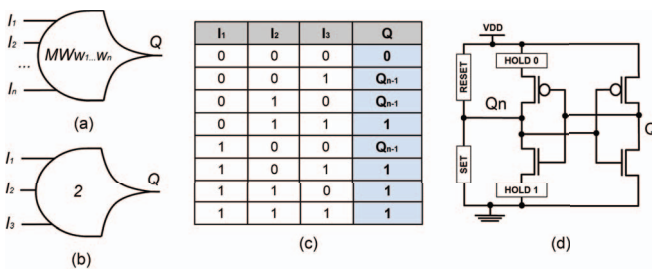 I₁
I₂
...
Iₙ
MWw₁...wₙ
Q
(a)
I₁
I₂
I₃
2
Q
(b)
I₁ I₂ I₃ Q
0 0 0 0
0 0 1 Qn-1
0 1 0 Qn-1
0 1 1 1
1 0 0 Qn-1
1 0 1 1
1 1 0 1
1 1 1 1
(c)
VDD
HOLD 0
RESET
Qn
Q
SET
HOLD 1
(d)